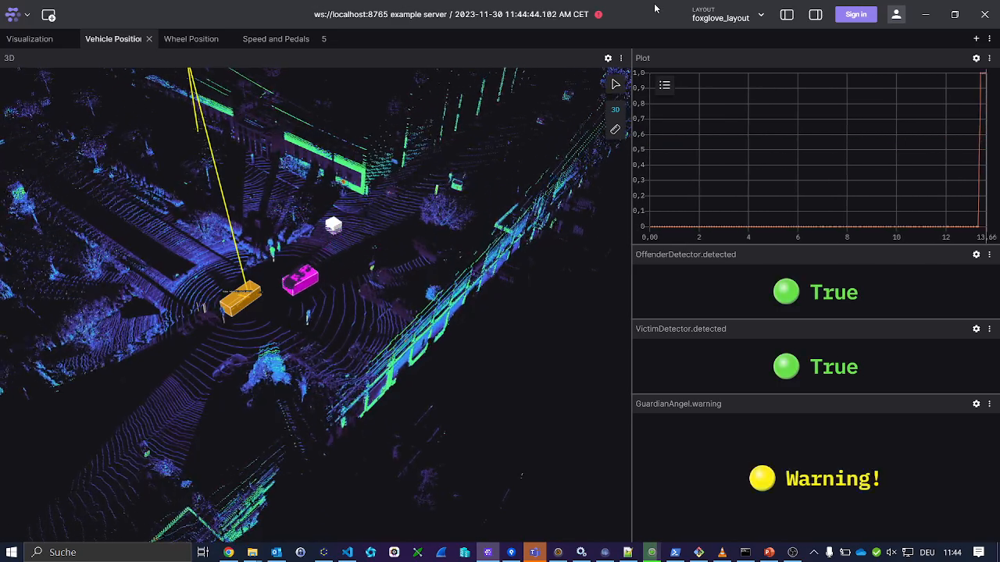 ws://localhost:8765 example server / 2023-11-30 11:44:44.102 AM CET
LAYOUT
foxglove_layout
Sign in
Visualization
Vehicle Position
Wheel Position
Speed and Pedals
5
3D
Plot
3D
1,0
0,9
0,8
0,7
0,6
0,5
0,4
0,3
0,2
0,1
0
0,00
2
4
6
8
10
12
13,66
OffenderDetector.detected
True
VictimDetector.detected
True
GuardianAngel.warning
Warning!
Suche
DEU
11:44